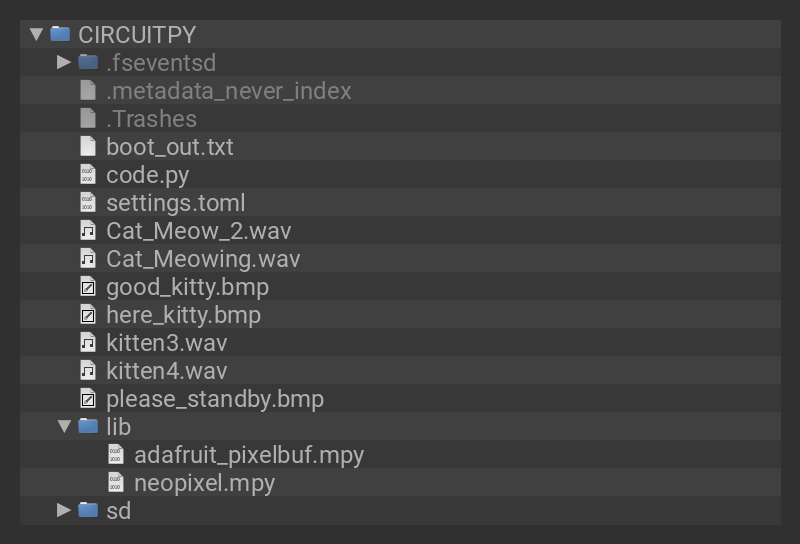 CIRCUITPY
.fseventsd
.metadata_never_index
.Trashes
boot_out.txt
code.py
settings.toml
Cat_Meow_2.wav
Cat_Meowing.wav
good_kitty.bmp
here_kitty.bmp
kitten3.wav
kitten4.wav
please_standby.bmp
lib
adafruit_pixelbuf.mpy
neopixel.mpy
sd